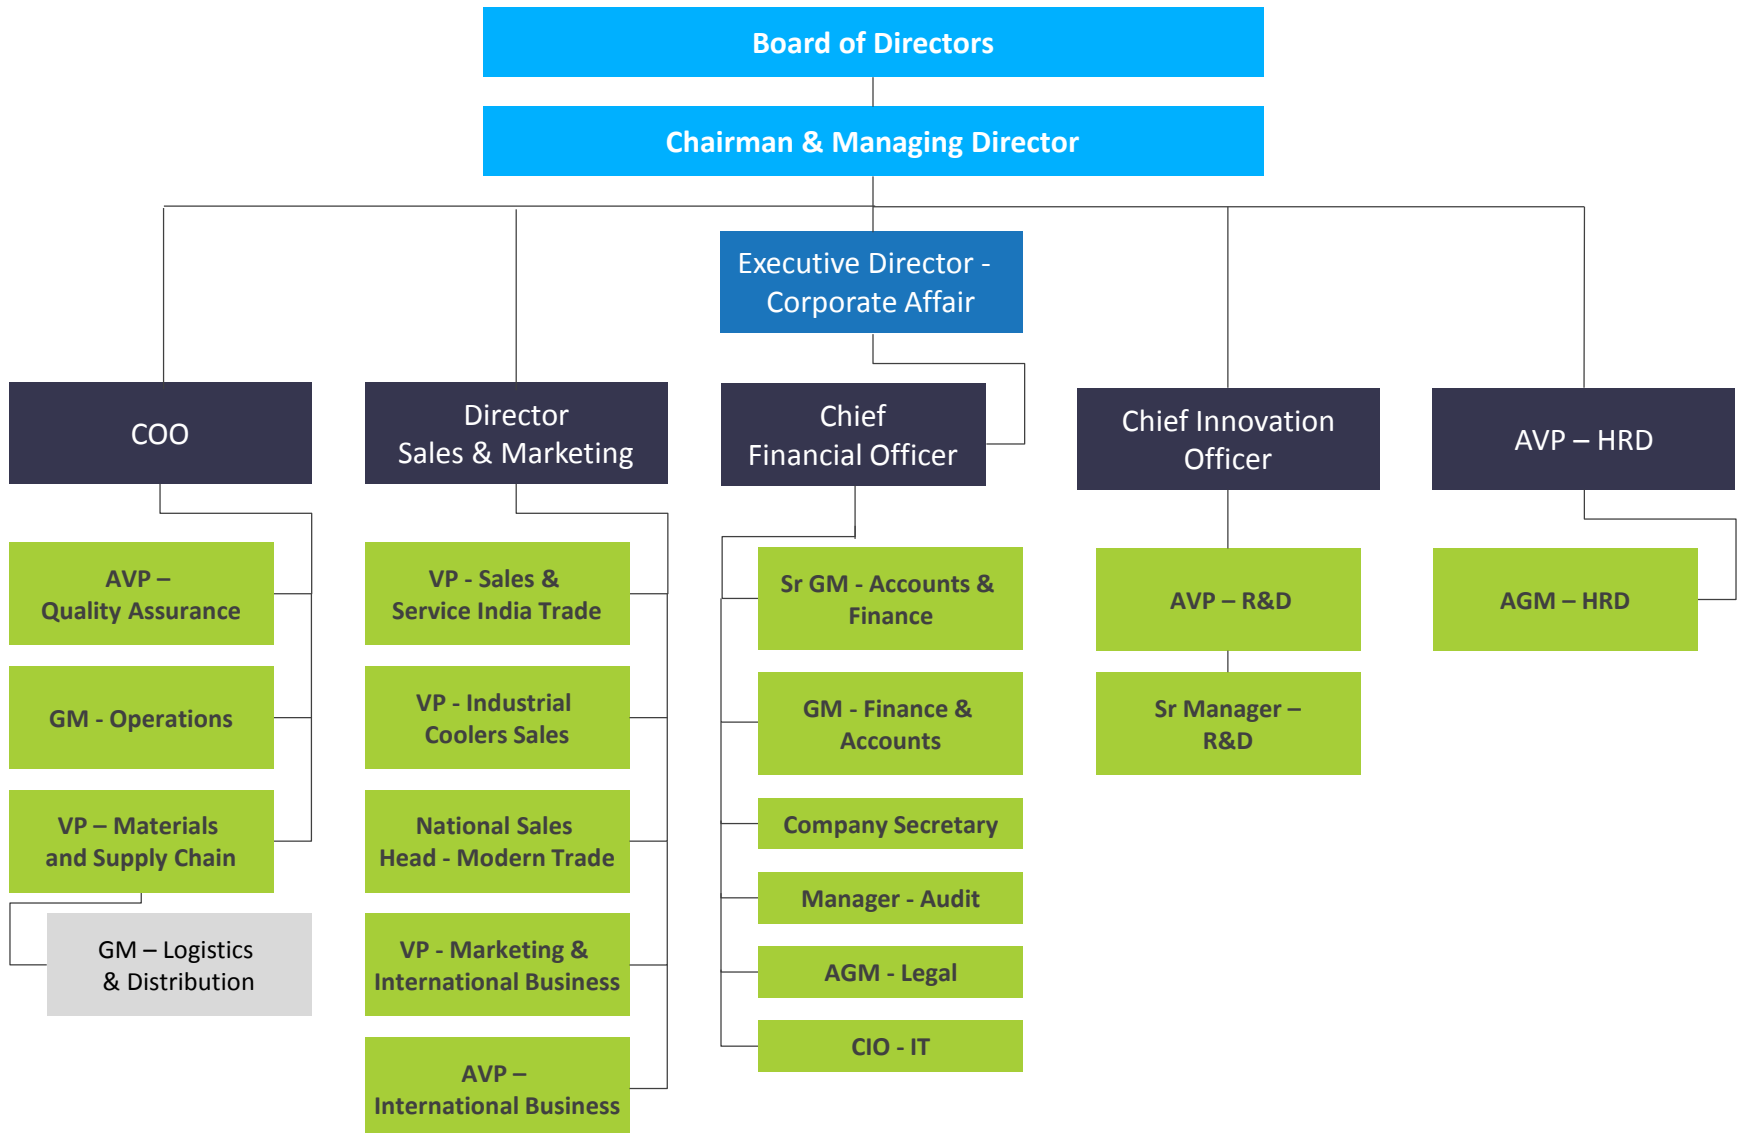 Board of Directors
Chairman & Managing Director
Executive Director -
Corporate Affair
COO
Director
Sales & Marketing
Chief
Financial Officer
Chief Innovation
Officer
AVP – HRD
AVP –
Quality Assurance
GM - Operations
VP – Materials
and Supply Chain
GM – Logistics
& Distribution
VP - Sales &
Service India Trade
VP - Industrial
Coolers Sales
National Sales
Head - Modern Trade
VP - Marketing &
International Business
AVP –
International Business
Sr GM - Accounts &
Finance
GM - Finance &
Accounts
Company Secretary
Manager - Audit
AGM - Legal
CIO - IT
AVP – R&D
Sr Manager –
R&D
AGM – HRD